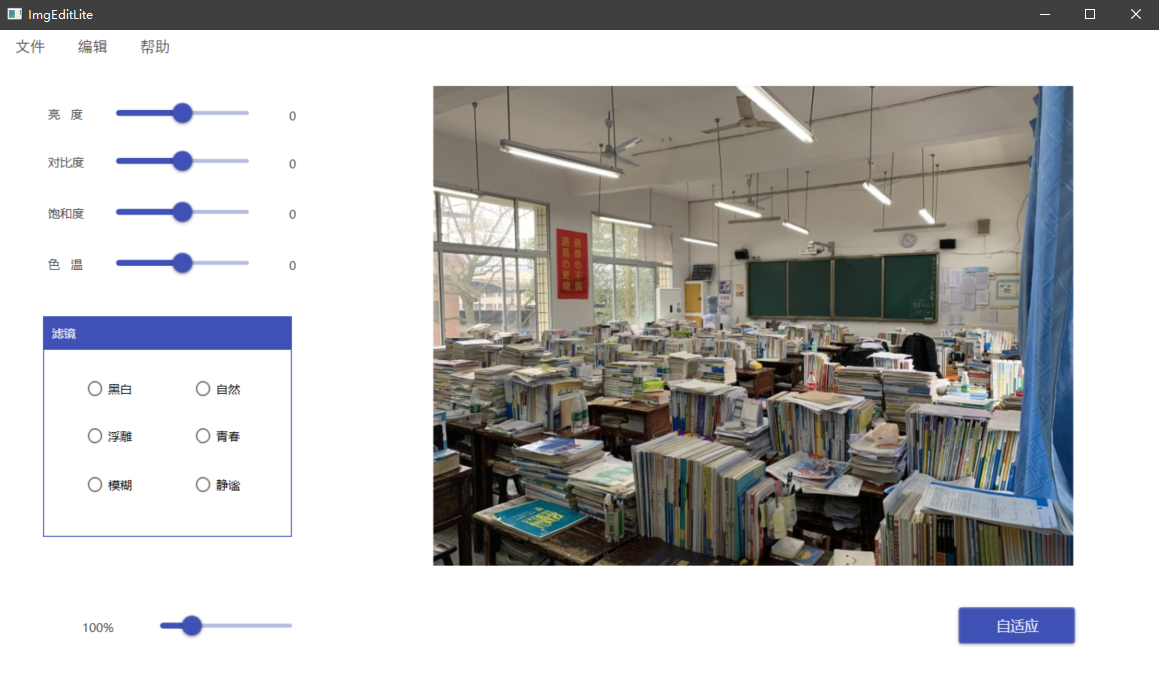 ImgEditLite
文件 编辑 帮助
亮 度 0
对比度 0
饱和度 0
色 温 0
滤镜
黑白 自然
浮雕 青春
模糊 静谧
100%
自适应